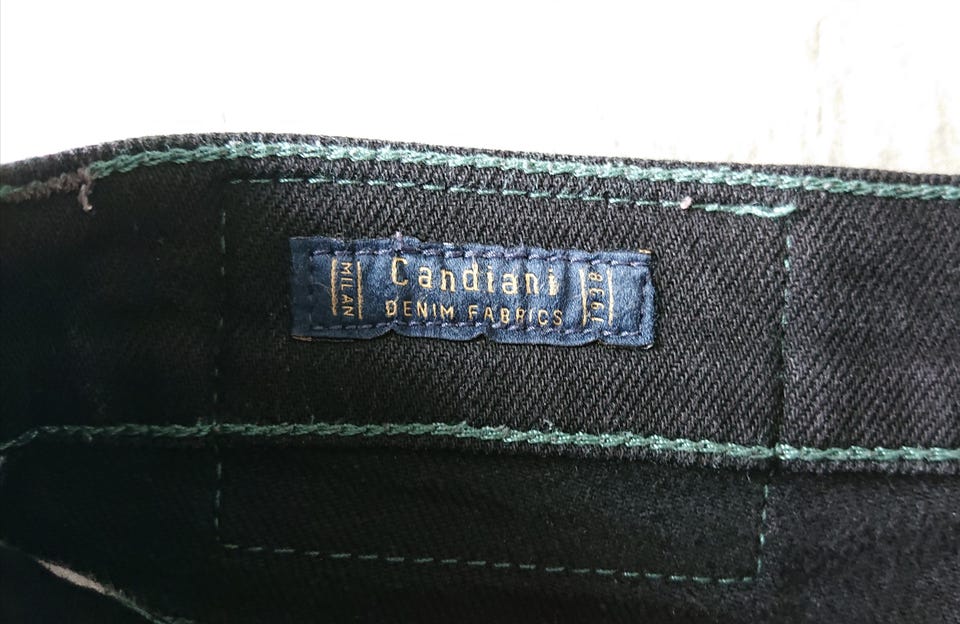 MILAN
Candiani
DENIM FABRICS
1938